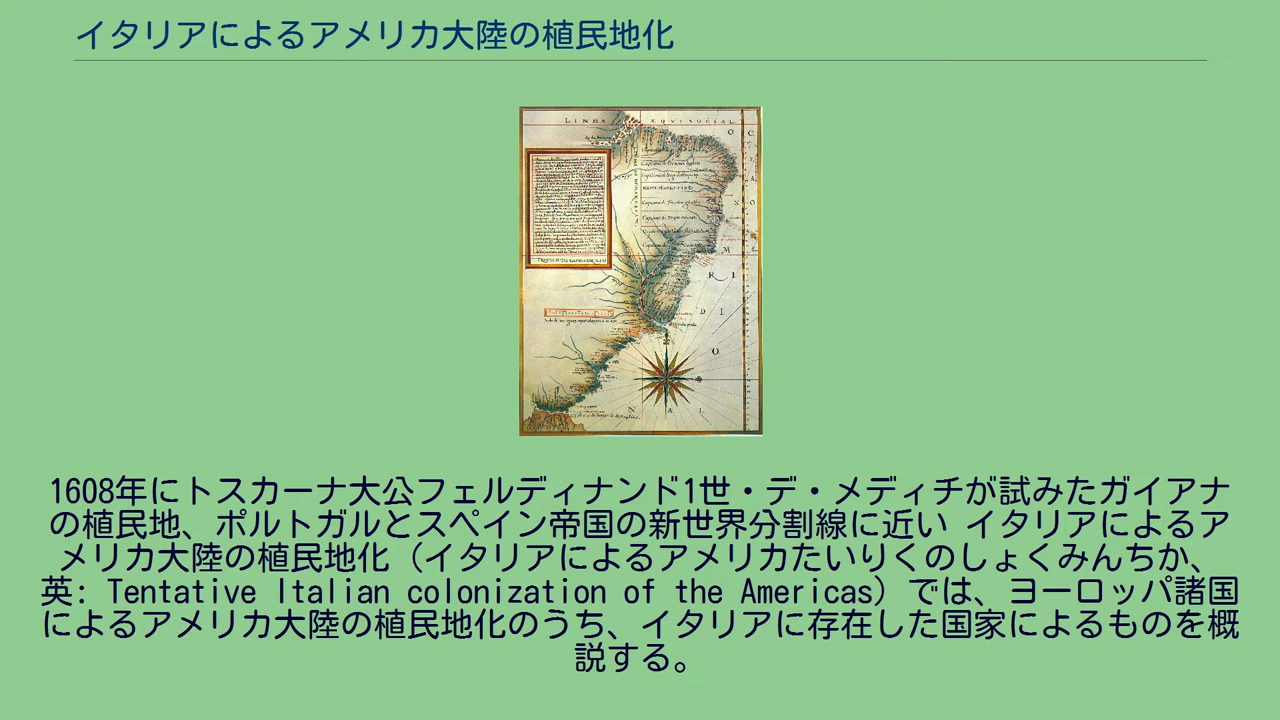 イタリアによるアメリカ大陸の植民地化
1608年にトスカーナ大公フェルディナンド1世・デ・メディチが試みたガイアナ
の植民地、ポルトガルとスペイン帝国の新世界分割線に近い イタリアによるア
メリカ大陸の植民地化（イタリアによるアメリカたいりくのしょくみんちか、
英: Tentative Italian colonization of the Americas）では、ヨーロッパ諸国
によるアメリカ大陸の植民地化のうち、イタリアに存在した国家によるものを概
説する。